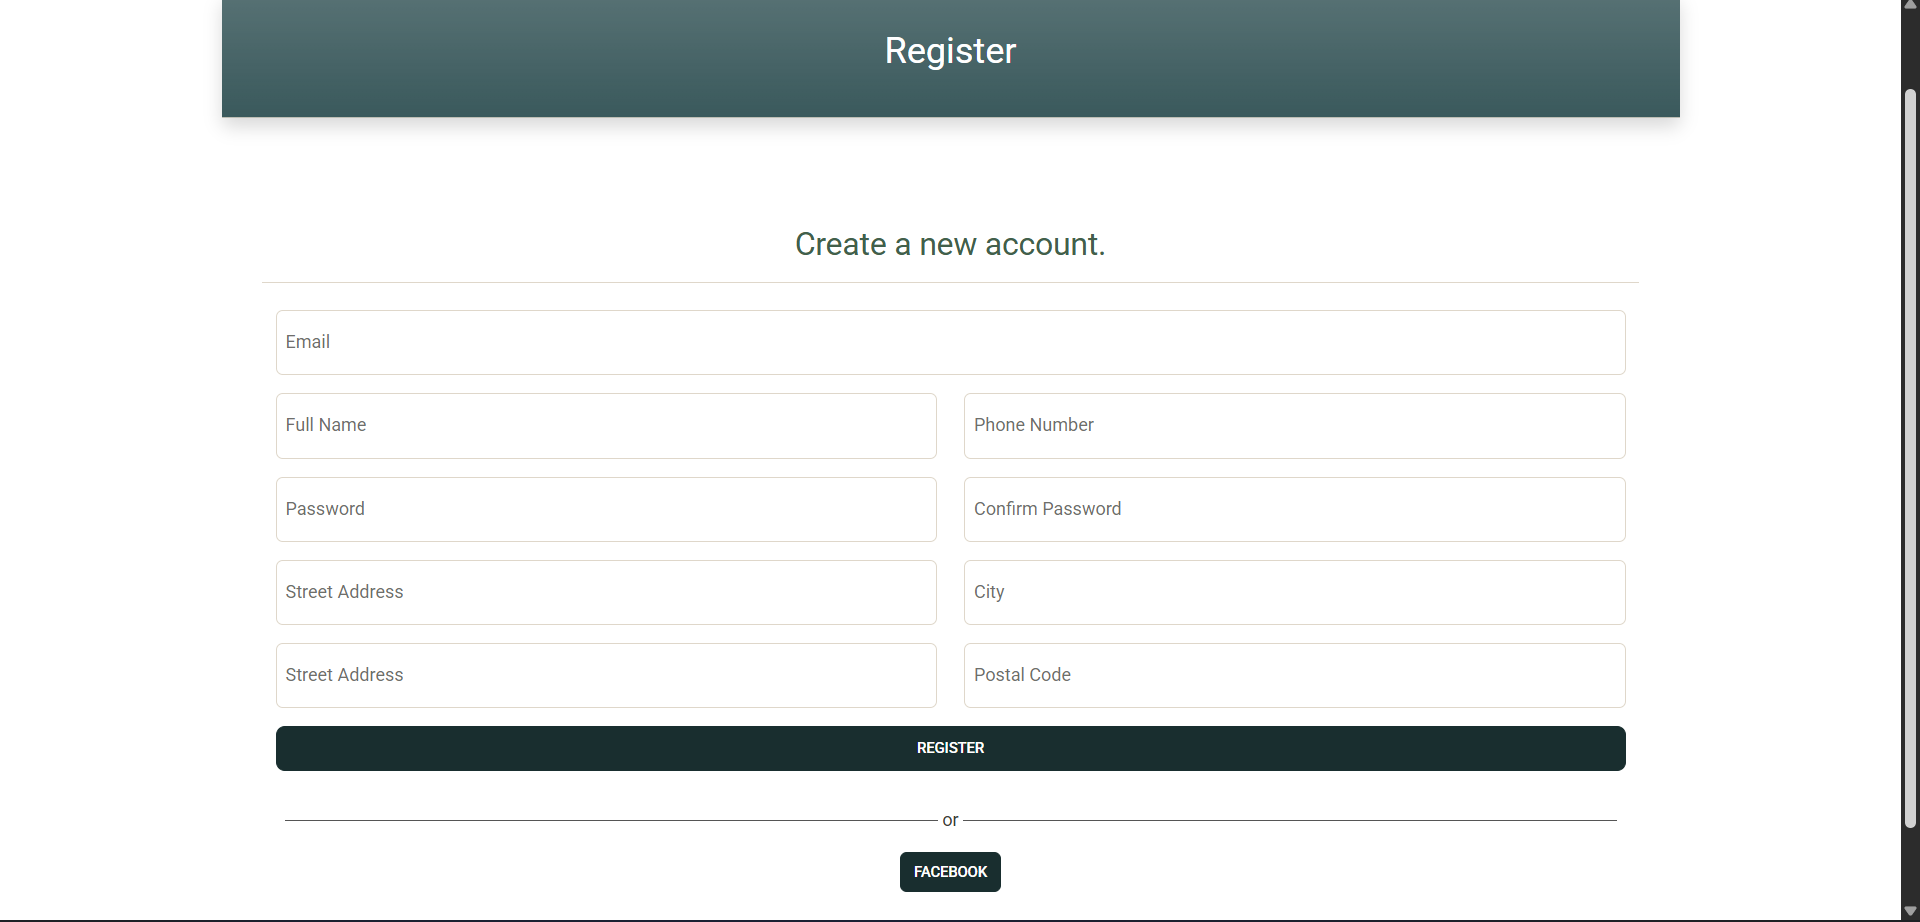 Register
Create a new account.
Email
Full Name
Phone Number
Password
Confirm Password
Street Address
City
Street Address
Postal Code
REGISTER
or
FACEBOOK